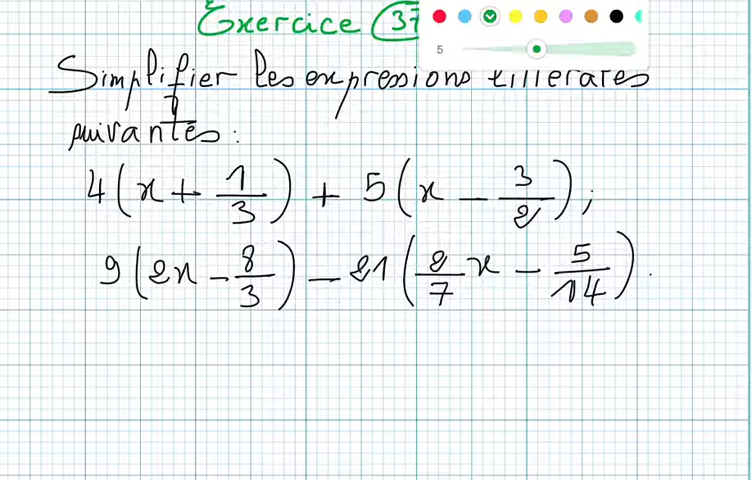 Exercice 37
5
Simplifier les expressions littérales
suivantes :
4(x + 1/3) + 5(x - 3/2) ;
9(2x - 8/3) - 21(2/7 x - 5/14).